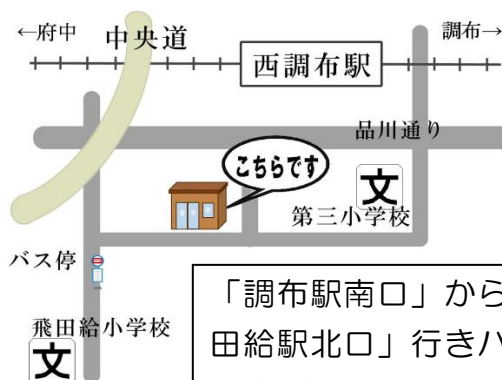 ←府中
中央道
調布→
西調布駅
品川通り
こちらです
文
第三小学校
バス停
飛田給小学校
文
「調布駅南口」から
田給駅北口」行きバ